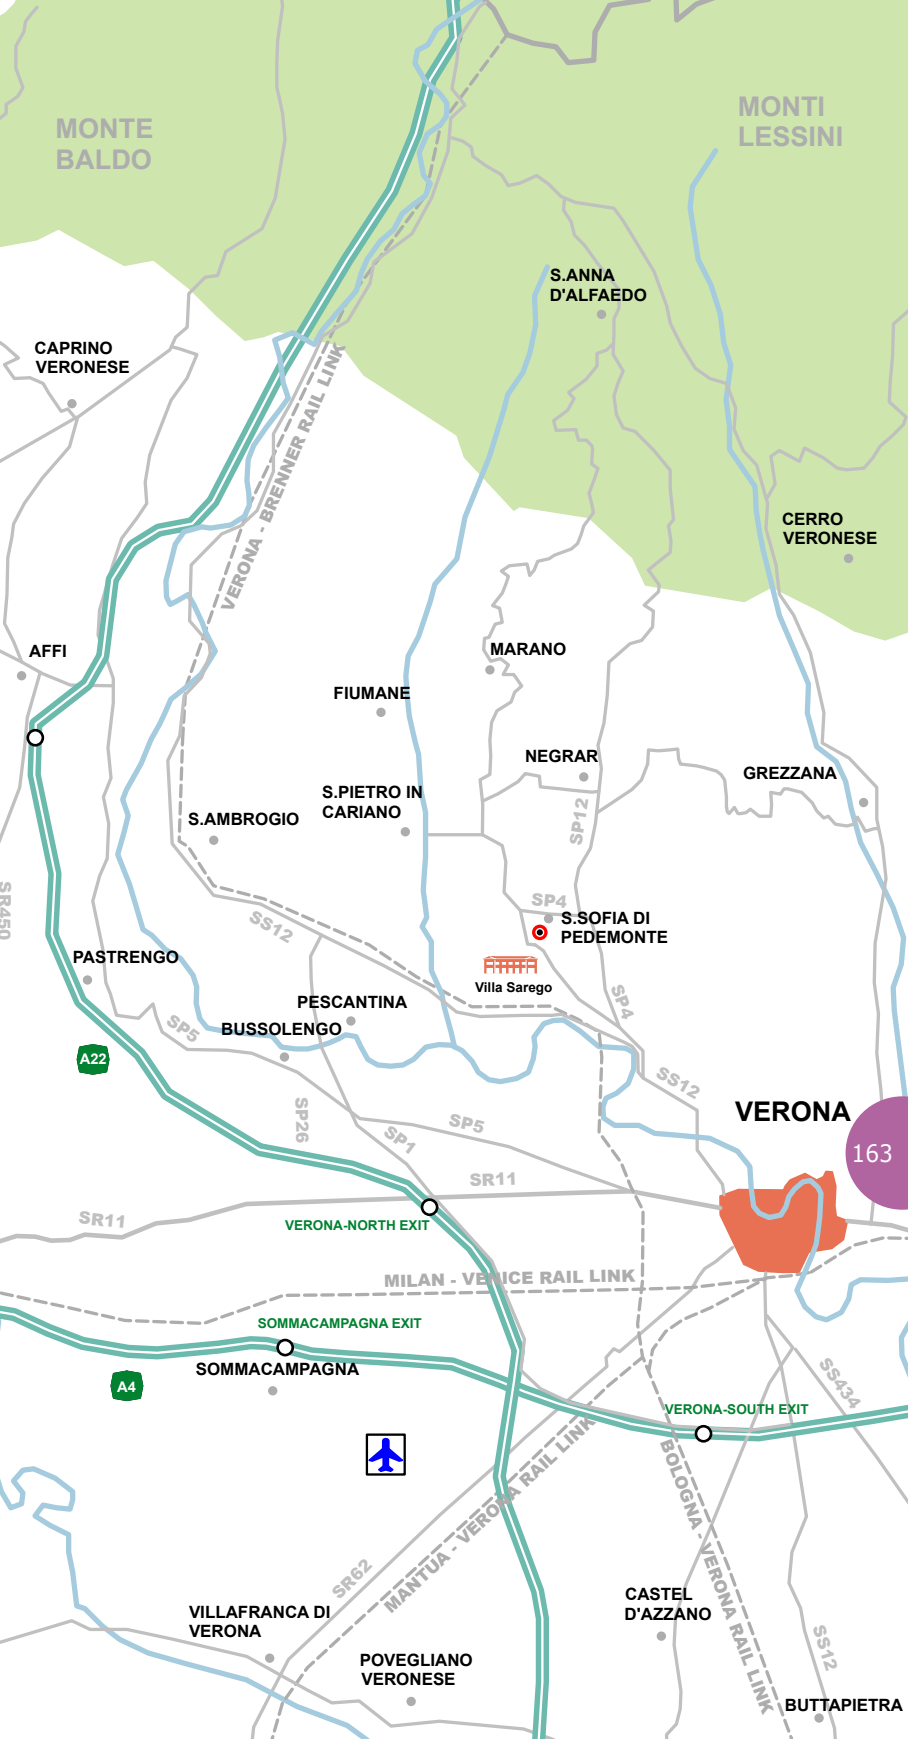 MONTI
LESSINI
MONTE
BALDO
S.ANNA
D'ALFAEDO
CAPRINO
VERONESE
VERONA - BRENNER RAIL LINK
CERRO
VERONESE
AFFI
MARANO
FIUMANE
NEGRAR
GREZZANA
S.PIETRO IN
CARIANO
S.AMBROGIO
SP12
SR450
SP4
S.SOFIA DI
PEDEMONTE
SS12
PASTRENGO
Villa Sarego
SP4
PESCANTINA
BUSSOLENGO
SP5
A22
SS12
VERONA
SP26
SP1
SP5
163
SR11
SR11
VERONA-NORTH EXIT
MILAN - VENICE RAIL LINK
SOMMACAMPAGNA EXIT
SOMMACAMPAGNA
A4
SS434
VERONA-SOUTH EXIT
MANTUA - VERONA RAIL LINK
BOLOGNA - VERONA RAIL LINK
SR62
CASTEL
D'AZZANO
VILLAFRANCA DI
VERONA
SS12
POVEGLIANO
VERONESE
BUTTAPIETRA